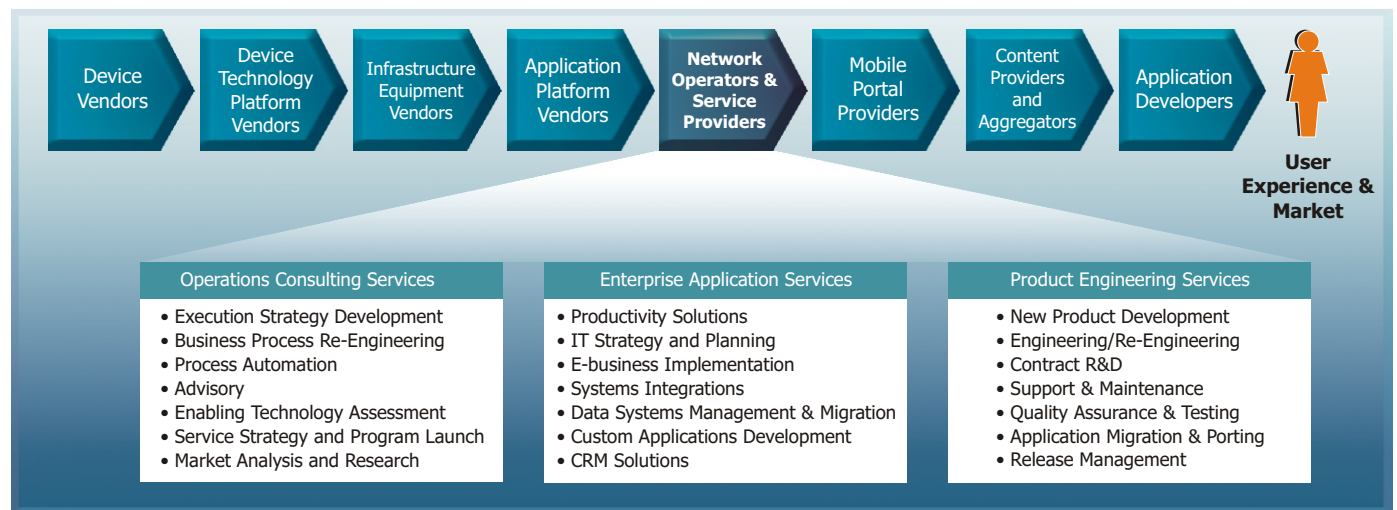 Device
Vendors
Device
Technology
Platform
Vendors
Infrastructure
Equipment
Vendors
Application
Platform
Vendors
Network
Operators &
Service
Providers
Mobile
Portal
Providers
Content
Providers
and
Aggregators
Application
Developers
User
Experience &
Market
Operations Consulting Services
• Execution Strategy Development
• Business Process Re-Engineering
• Process Automation
• Advisory
• Enabling Technology Assessment
• Service Strategy and Program Launch
• Market Analysis and Research
Enterprise Application Services
• Productivity Solutions
• IT Strategy and Planning
• E-business Implementation
• Systems Integrations
• Data Systems Management & Migration
• Custom Applications Development
• CRM Solutions
Product Engineering Services
• New Product Development
• Engineering/Re-Engineering
• Contract R&D
• Support & Maintenance
• Quality Assurance & Testing
• Application Migration & Porting
• Release Management